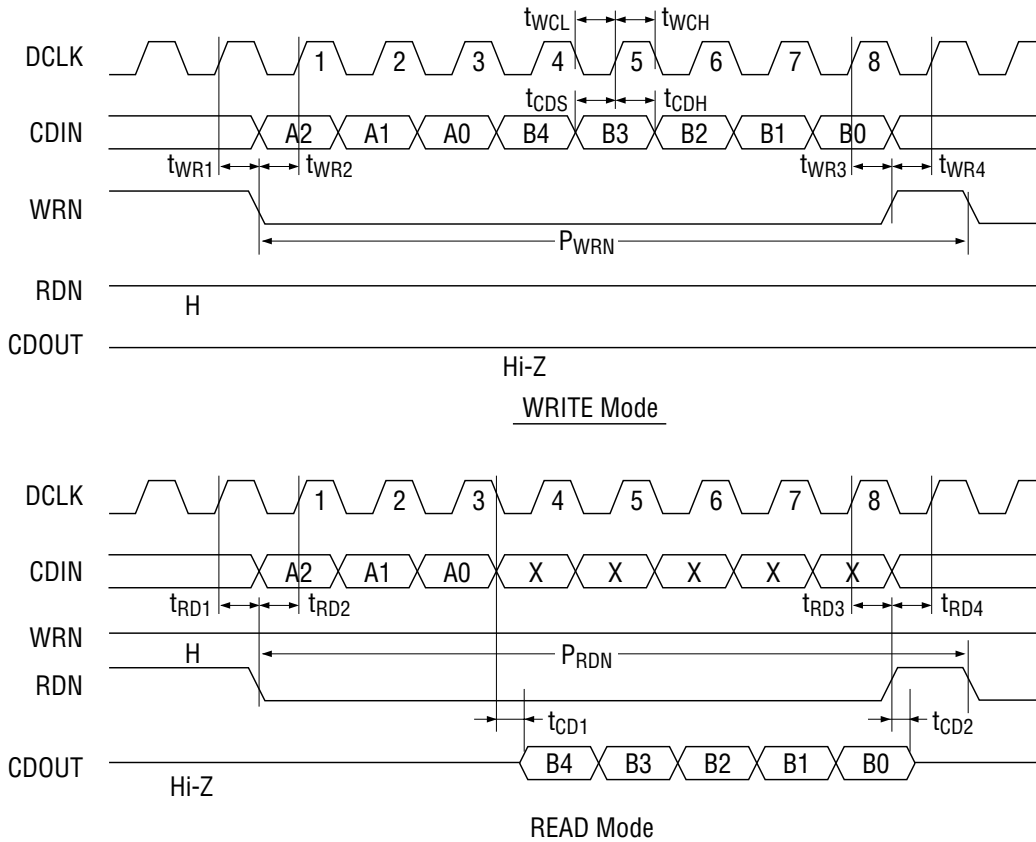 tWCL tWCH
DCLK 1 2 3 4 5 6 7 8
tCDS tCDH
CDIN A2 A1 A0 B4 B3 B2 B1 B0
tWR1 tWR2 tWR3 tWR4
WRN
PWRN
RDN
H
CDOUT
Hi-Z
WRITE Mode
DCLK 1 2 3 4 5 6 7 8
CDIN A2 A1 A0 X X X X X
tRD1 tRD2 tRD3 tRD4
WRN
H PRDN
RDN
tCD1 tCD2
CDOUT B4 B3 B2 B1 B0
Hi-Z
READ Mode